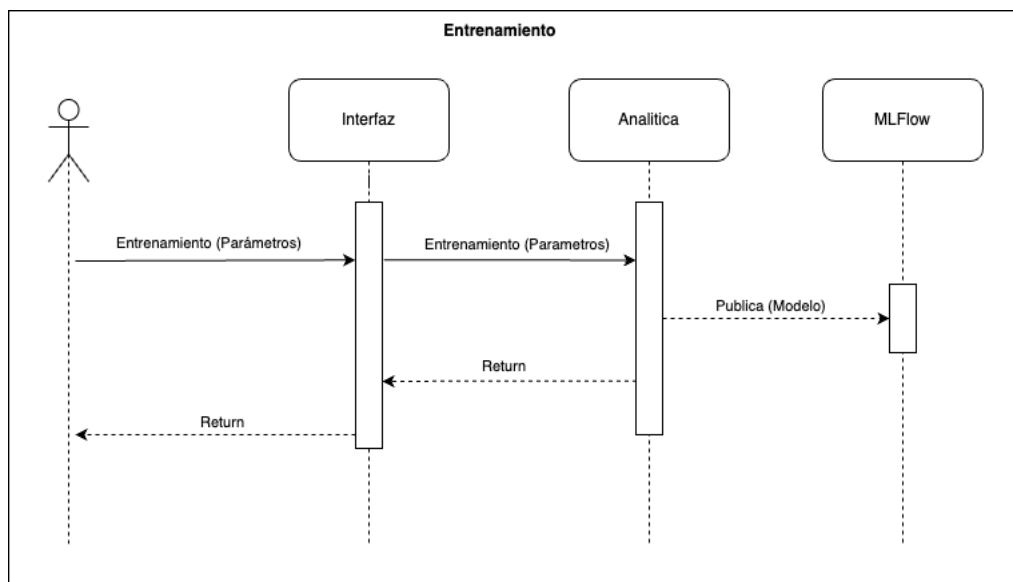 Entrenamiento
Interfaz
Analitica
MLFlow
Entrenamiento (Parámetros)
Entrenamiento (Parametros)
Publica (Modelo)
Return
Return